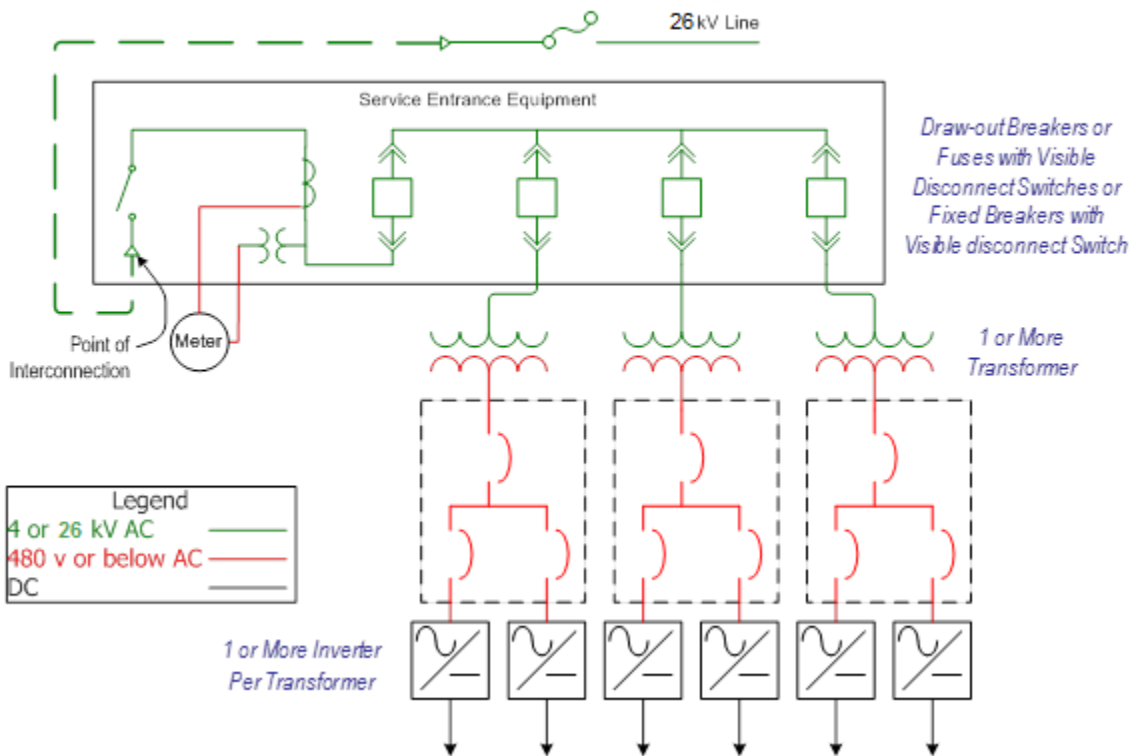 26 kV Line
Service Entrance Equipment
Draw-out Breakers or
Fuses with Visible
Disconnect Switches or
Fixed Breakers with
Visible disconnect Switch
Meter
Point of
Interconnection
1 or More
Transformer
Legend
4 or 26 kV AC
480 v or below AC
DC
1 or More Inverter
Per Transformer